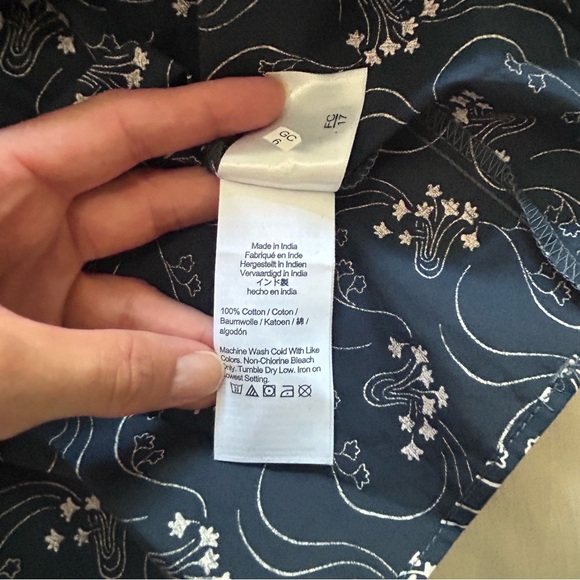 FC
17
GC
6
Made in India
Fabriqué en Inde
Hergestellt in Indien
Vervaardigd in India
インド製
hecho en India
100% Cotton / Coton /
Baumwolle / Katoen / 綿 /
algodón
Machine Wash Cold With Like
Colors. Non-Chlorine Bleach
Only. Tumble Dry Low. Iron on
Lowest Setting.